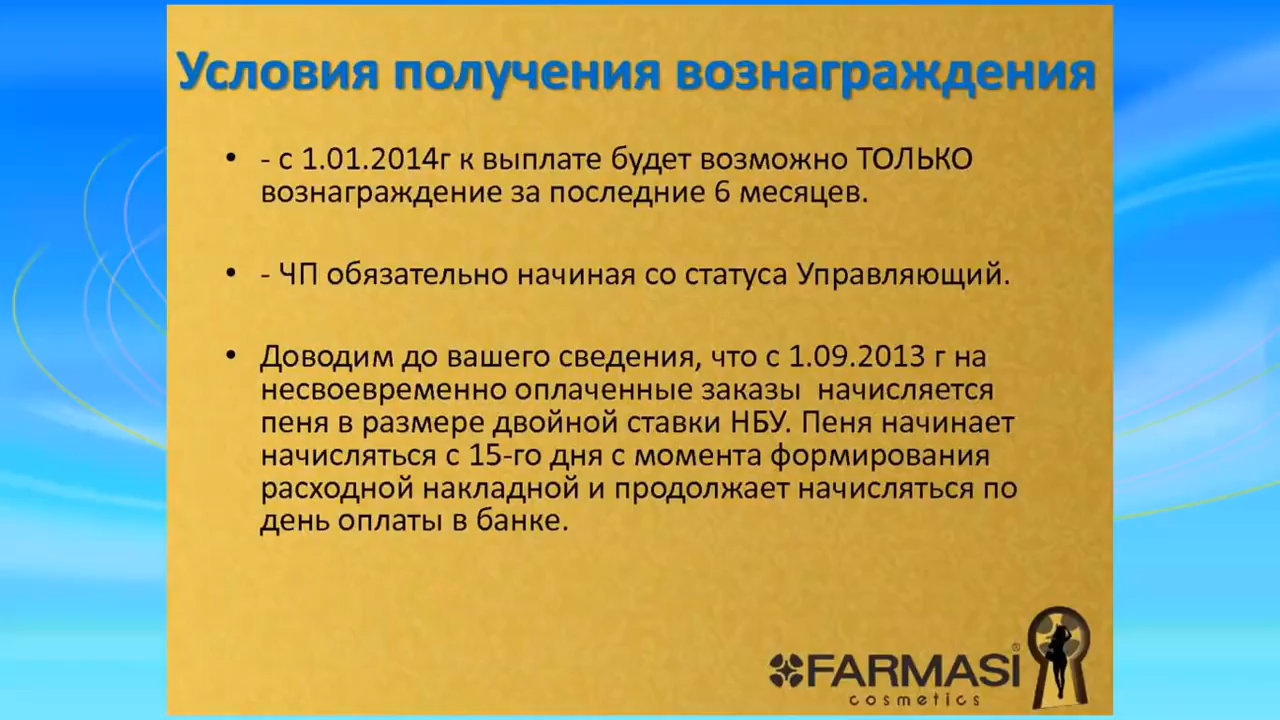 Условия получения вознаграждения
• - с 1.01.2014г к выплате будет возможно ТОЛЬКО
вознаграждение за последние 6 месяцев.
• - ЧП обязательно начиная со статуса Управляющий.
• Доводим до вашего сведения, что с 1.09.2013 г на
несвоевременно оплаченные заказы начисляется
пеня в размере двойной ставки НБУ. Пеня начинает
начисляться с 15-го дня с момента формирования
расходной накладной и продолжает начисляться по
день оплаты в банке.
FARMASI®
cosmetics